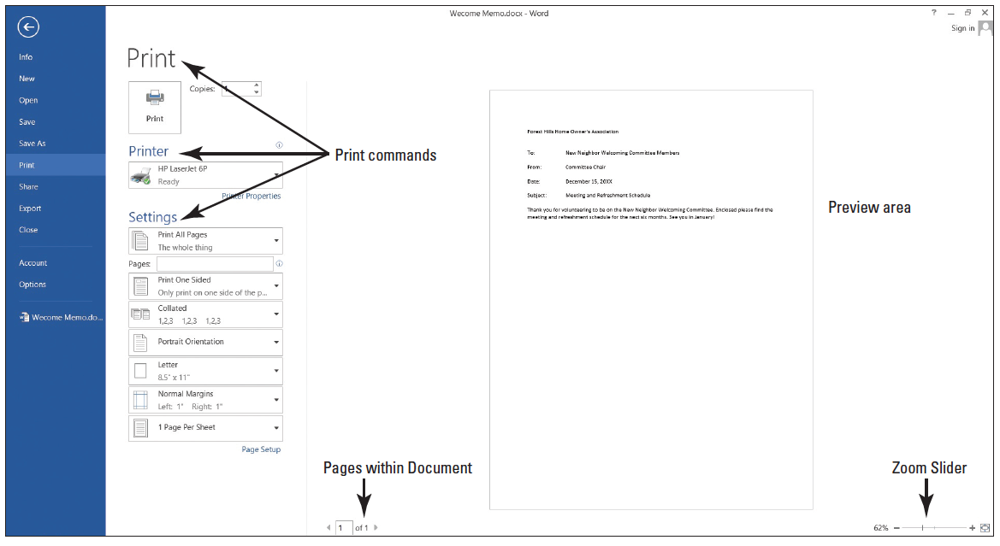 Wecome Memo.docx - Word
?
Sign in
Info
New
Open
Save
Save As
Print
Share
Export
Close
Account
Options
Wecome Memo.do...
Print
Print
Copies: 1
Printer
HP LaserJet 6P
Ready
Printer Properties
Settings
Print All Pages
The whole thing
Pages:
Print One Sided
Only print on one side of the p...
Collated
1,2,3 1,2,3 1,2,3
Portrait Orientation
Letter
8.5" x 11"
Normal Margins
Left: 1" Right: 1"
1 Page Per Sheet
Page Setup
Print commands
Forest Hills Home Owner's Association
To: New Neighbor Welcoming Committee Members
From: Committee Chair
Date: December 15, 20XX
Subject: Meeting and Refreshment Schedule
Thank you for volunteering to be on the New Neighbor Welcoming Committee. Enclosed please find the
meeting and refreshment schedule for the next six months. See you in January!
Preview area
Pages within Document
1 of 1
Zoom Slider
62%